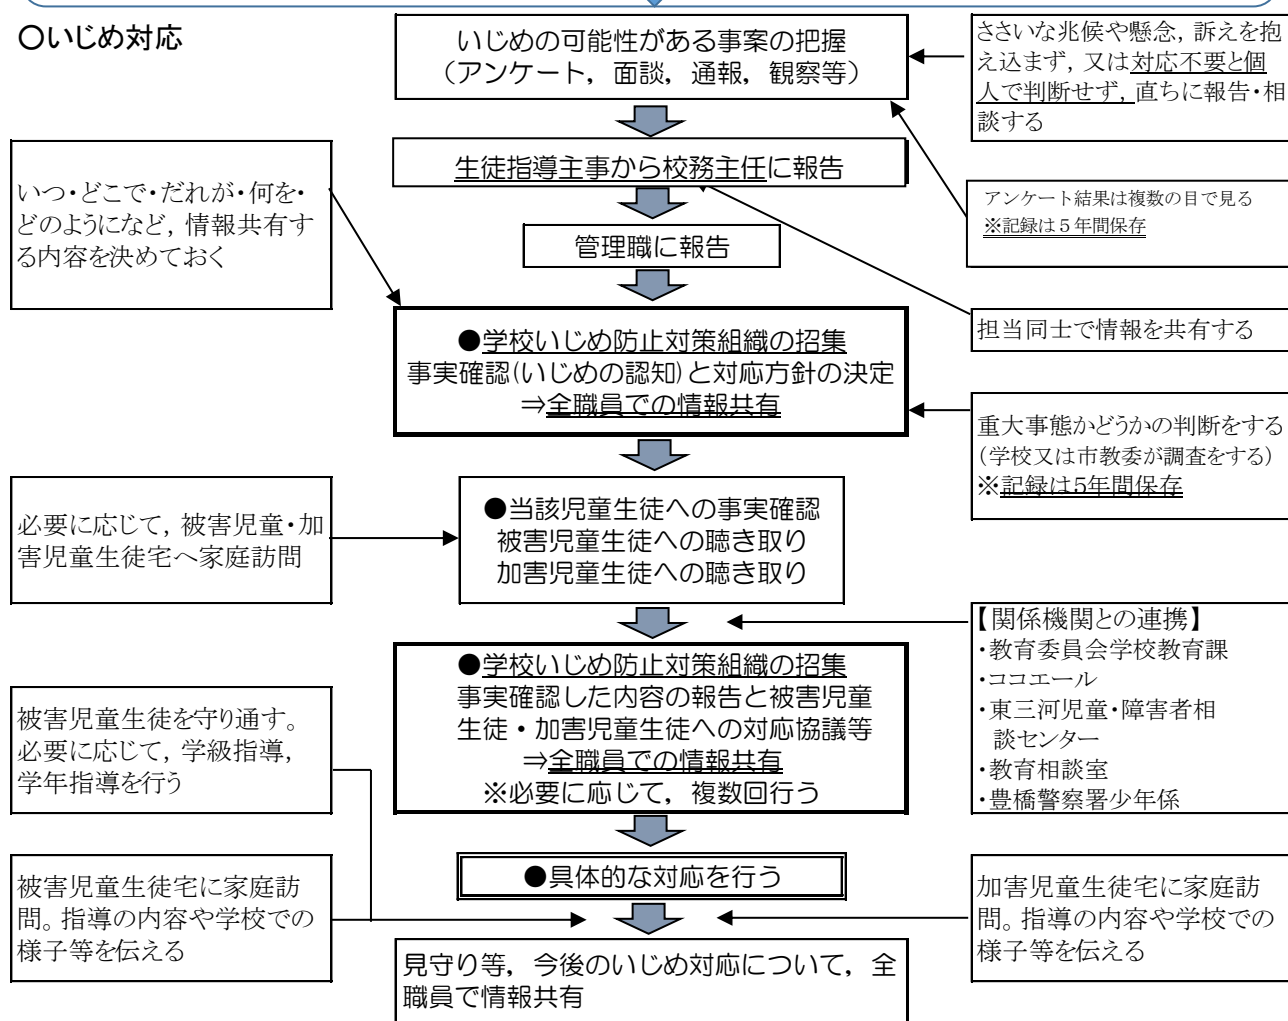 〇いじめ対応
いじめの可能性がある事案の把握
（アンケート，面談，通報，観察等）
ささいな兆候や懸念，訴えを抱
え込まず，又は対応不要と個
人で判断せず，直ちに報告・相
談する
生徒指導主事から校務主任に報告
いつ・どこで・だれが・何を・
どのようになど，情報共有す
る内容を決めておく
アンケート結果は複数の目で見る
※記録は５年間保存
管理職に報告
担当同士で情報を共有する
●学校いじめ防止対策組織の招集
事実確認(いじめの認知)と対応方針の決定
⇒全職員での情報共有
重大事態かどうかの判断をする
（学校又は市教委が調査をする）
※記録は5年間保存
必要に応じて，被害児童・加
害児童生徒宅へ家庭訪問
●当該児童生徒への事実確認
被害児童生徒への聴き取り
加害児童生徒への聴き取り
【関係機関との連携】
・教育委員会学校教育課
・ココエール
・東三河児童・障害者相
談センター
・教育相談室
・豊橋警察署少年係
●学校いじめ防止対策組織の招集
事実確認した内容の報告と被害児童
生徒・加害児童生徒への対応協議等
⇒全職員での情報共有
※必要に応じて，複数回行う
被害児童生徒を守り通す。
必要に応じて，学級指導，
学年指導を行う
●具体的な対応を行う
被害児童生徒宅に家庭訪
問。指導の内容や学校での
様子等を伝える
加害児童生徒宅に家庭訪
問。指導の内容や学校での
様子等を伝える
見守り等，今後のいじめ対応について，全
職員で情報共有